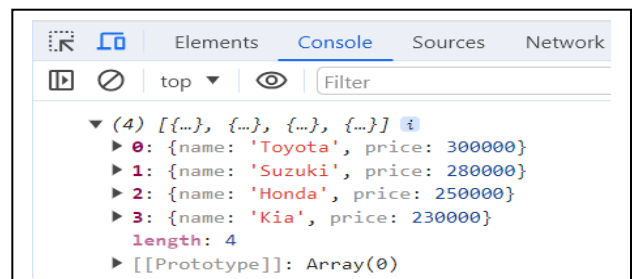 Elements Console Sources Network
top ▼ Filter
▼ (4) [{…}, {…}, {…}, {…}] i
▶ 0: {name: 'Toyota', price: 300000}
▶ 1: {name: 'Suzuki', price: 280000}
▶ 2: {name: 'Honda', price: 250000}
▶ 3: {name: 'Kia', price: 230000}
length: 4
▶ [[Prototype]]: Array(0)